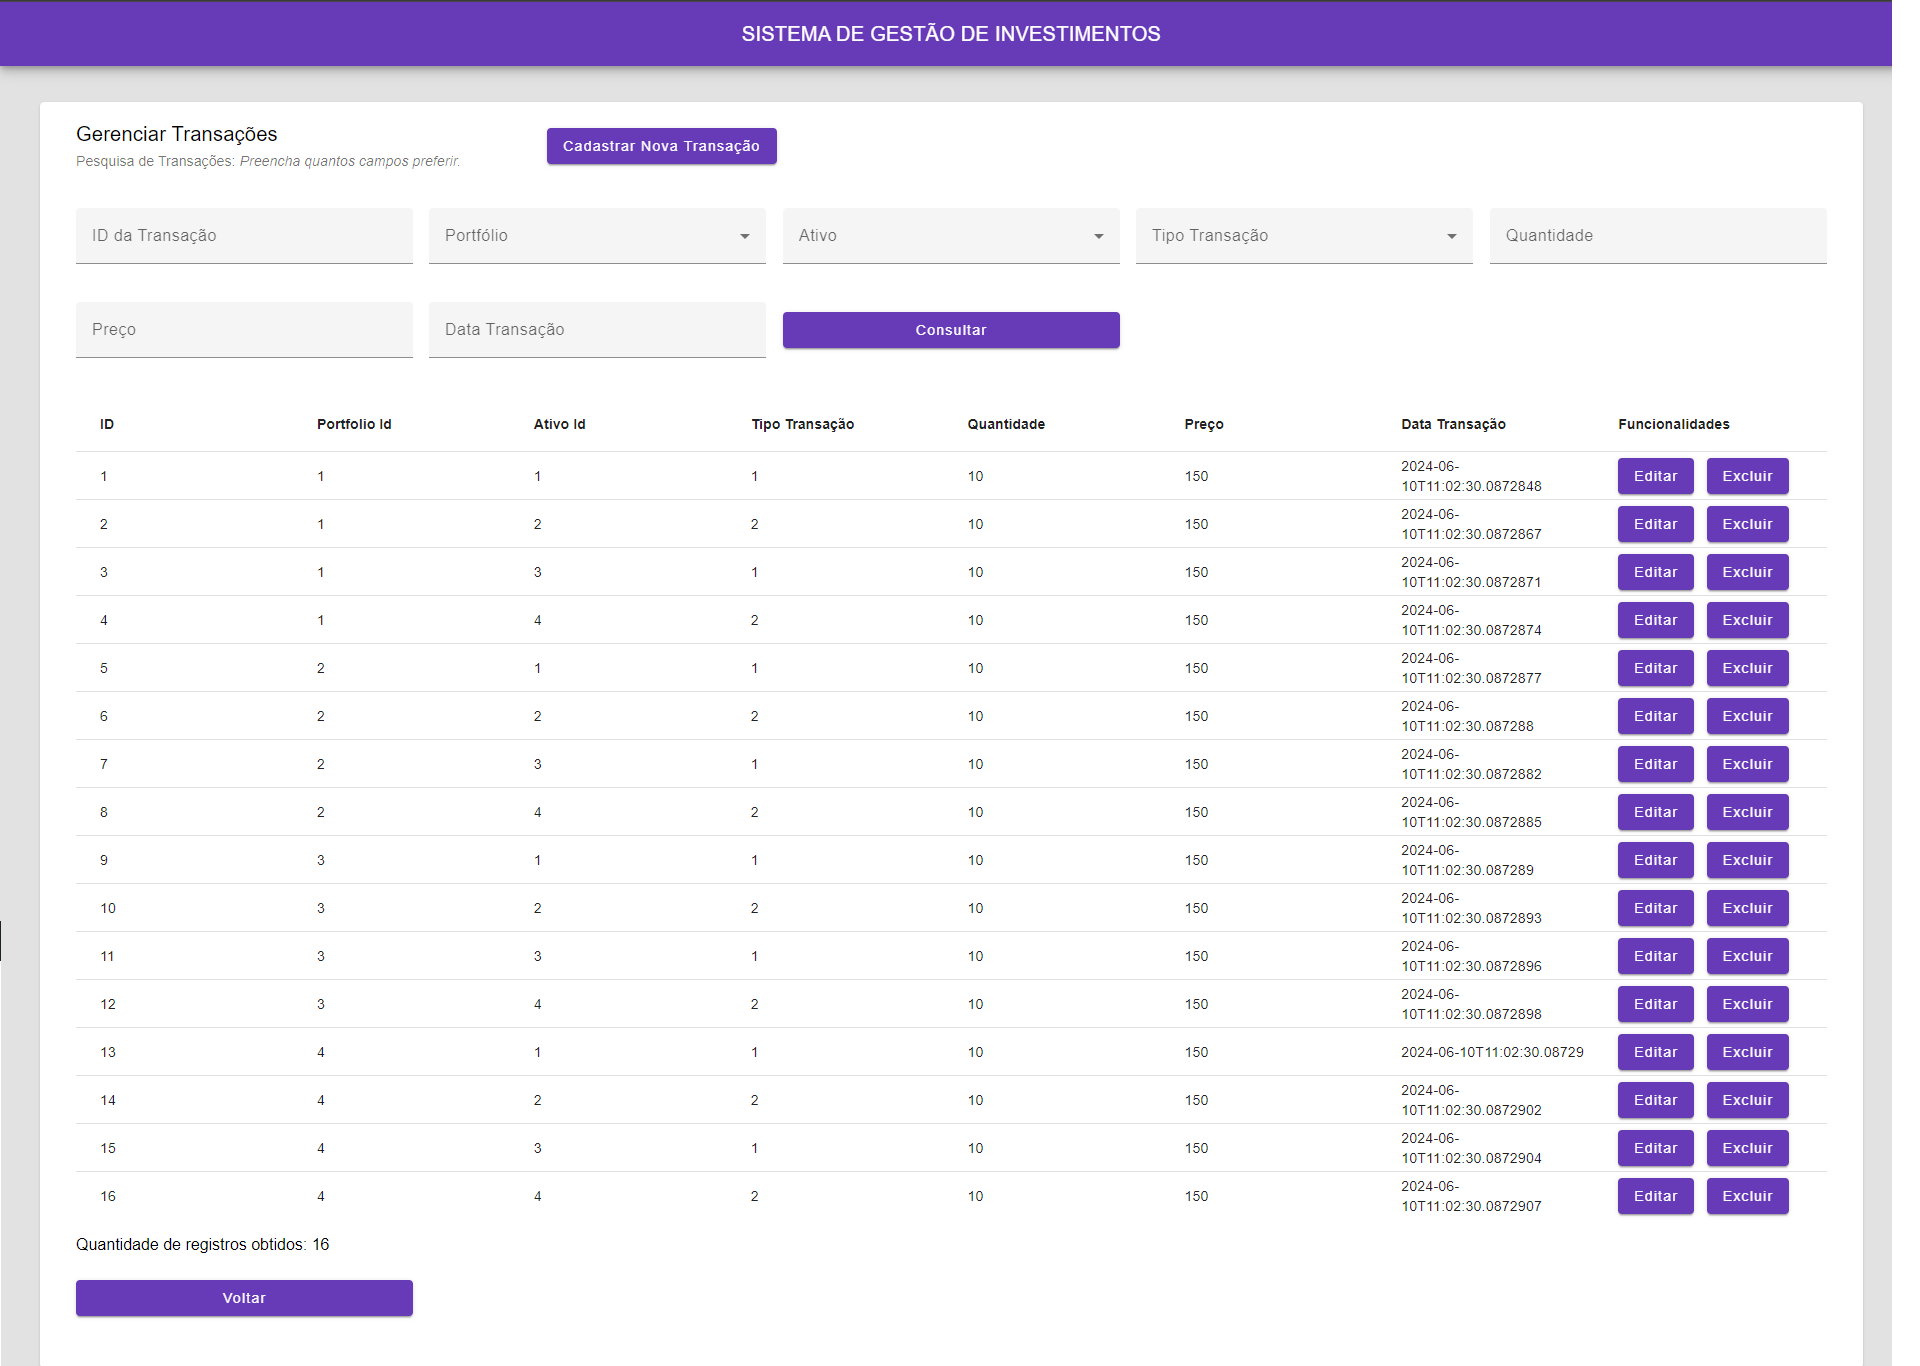 SISTEMA DE GESTÃO DE INVESTIMENTOS
Gerenciar Transações
Pesquisa de Transações: Preencha quantos campos preferir.
Cadastrar Nova Transação
ID da Transação Portfólio Ativo Tipo Transação Quantidade
Preço Data Transação Consultar
ID Portfolio Id Ativo Id Tipo Transação Quantidade Preço Data Transação Funcionalidades
1 1 1 1 10 150 2024-06-
10T11:02:30.0872848 Editar Excluir
2 1 2 2 10 150 2024-06-
10T11:02:30.0872867 Editar Excluir
3 1 3 1 10 150 2024-06-
10T11:02:30.0872871 Editar Excluir
4 1 4 2 10 150 2024-06-
10T11:02:30.0872874 Editar Excluir
5 2 1 1 10 150 2024-06-
10T11:02:30.0872877 Editar Excluir
6 2 2 2 10 150 2024-06-
10T11:02:30.087288 Editar Excluir
7 2 3 1 10 150 2024-06-
10T11:02:30.0872882 Editar Excluir
8 2 4 2 10 150 2024-06-
10T11:02:30.0872885 Editar Excluir
9 3 1 1 10 150 2024-06-
10T11:02:30.087289 Editar Excluir
10 3 2 2 10 150 2024-06-
10T11:02:30.0872893 Editar Excluir
11 3 3 1 10 150 2024-06-
10T11:02:30.0872896 Editar Excluir
12 3 4 2 10 150 2024-06-
10T11:02:30.0872898 Editar Excluir
13 4 1 1 10 150 2024-06-10T11:02:30.08729 Editar Excluir
14 4 2 2 10 150 2024-06-
10T11:02:30.0872902 Editar Excluir
15 4 3 1 10 150 2024-06-
10T11:02:30.0872904 Editar Excluir
16 4 4 2 10 150 2024-06-
10T11:02:30.0872907 Editar Excluir
Quantidade de registros obtidos: 16
Voltar